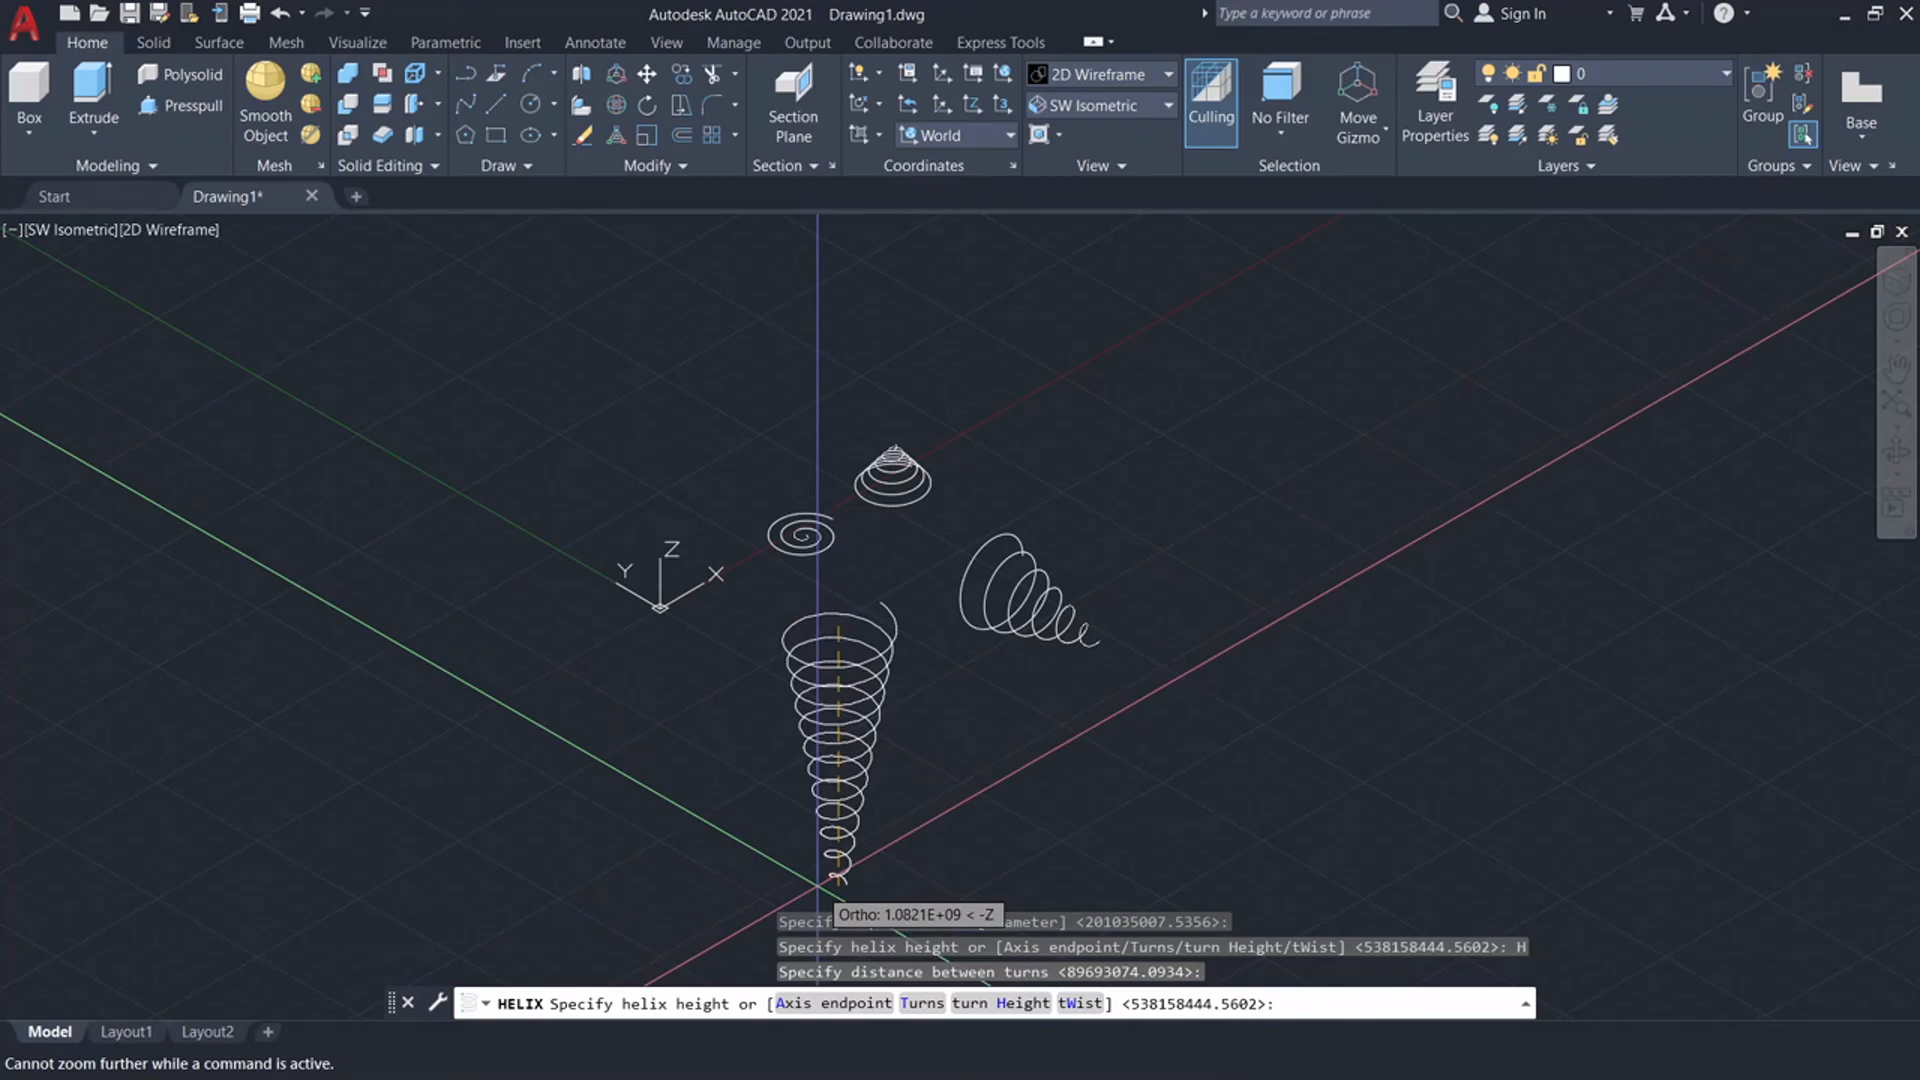 Autodesk AutoCAD 2021 Drawing1.dwg
Type a keyword or phrase
Sign In
Home Solid Surface Mesh Visualize Parametric Insert Annotate View Manage Output Collaborate Express Tools
Box
Extrude
Polysolid
Presspull
Modeling
Smooth
Object
Mesh
Solid Editing
Draw
Modify
Section
Plane
Section
World
Coordinates
2D Wireframe
SW Isometric
View
Culling
No Filter
Move
Gizmo
Selection
Layer
Properties
0
Layers
Group
Groups
Base
View
Start
Drawing1*
[−][SW Isometric][2D Wireframe]
Z
Y
X
Ortho: 1.0821E+09 < -Z
Specif ameter] <201035007.5356>:
Specify helix height or [Axis endpoint/Turns/turn Height/tWist] <538158444.5602>: H
Specify distance between turns <89693074.0934>:
HELIX Specify helix height or [Axis endpoint Turns turn Height tWist] <538158444.5602>:
Model Layout1 Layout2
Cannot zoom further while a command is active.